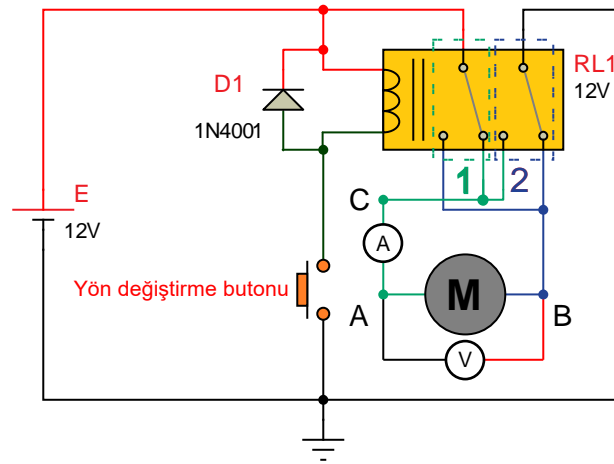 D1
1N4001
RL1
12V
1
2
E
12V
C
A
Yön değiştirme butonu
A
M
B
V